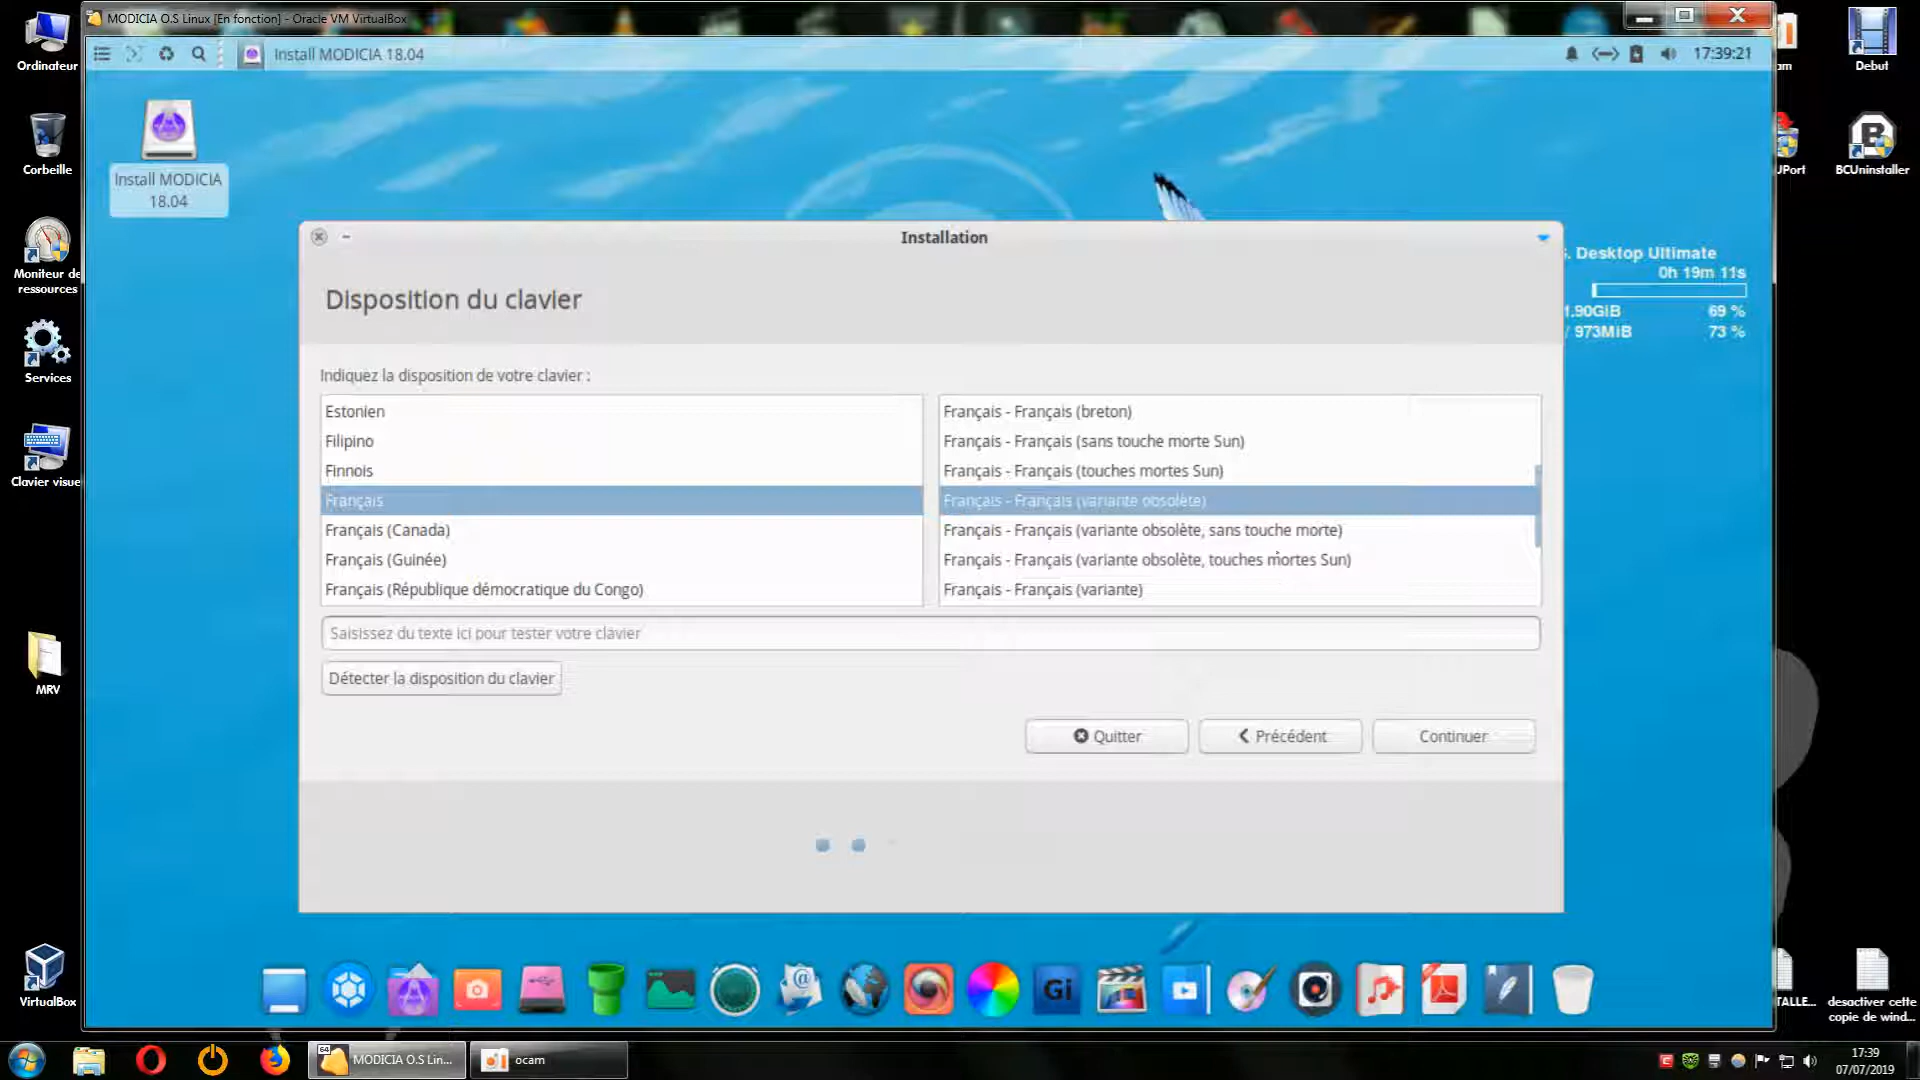 MODICIA O.S Linux [En fonction] - Oracle VM VirtualBox
Install MODICIA 18.04
17:39:21
Ordinateur
Corbeille
Moniteur de
ressources
Services
Clavier visue
MRV
VirtualBox
Install MODICIA
18.04
Debut
BCUninstaller
am
UPort
Desktop Ultimate
0h 19m 11s
1.90GiB 69 %
/ 973MiB 73 %
Installation
Disposition du clavier
Indiquez la disposition de votre clavier :
Estonien
Filipino
Finnois
Français
Français (Canada)
Français (Guinée)
Français (République démocratique du Congo)
Français - Français (breton)
Français - Français (sans touche morte Sun)
Français - Français (touches mortes Sun)
Français - Français (variante obsolète)
Français - Français (variante obsolète, sans touche morte)
Français - Français (variante obsolète, touches mortes Sun)
Français - Français (variante)
Saisissez du texte ici pour tester votre clavier
Détecter la disposition du clavier
Quitter
Précédent
Continuer
Gi
TALLE...
desactiver cette
copie de wind...
64
MODICIA O.S Lin...
ocam
17:39
07/07/2019